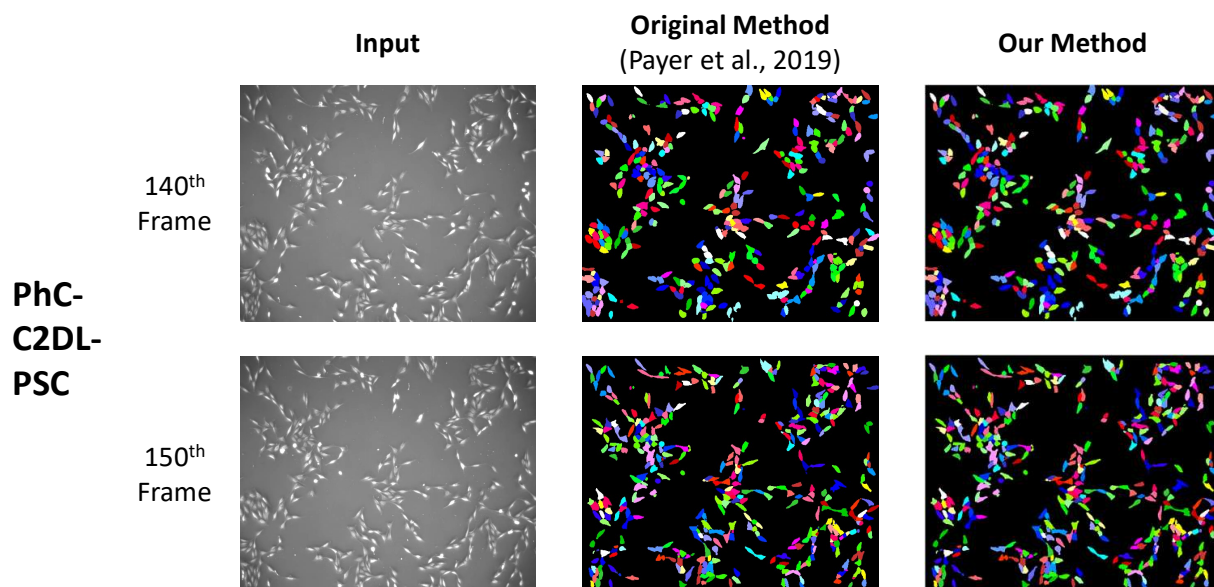 Input
Original Method
(Payer et al., 2019)
Our Method
140th
Frame
PhC-
C2DL-
PSC
150th
Frame